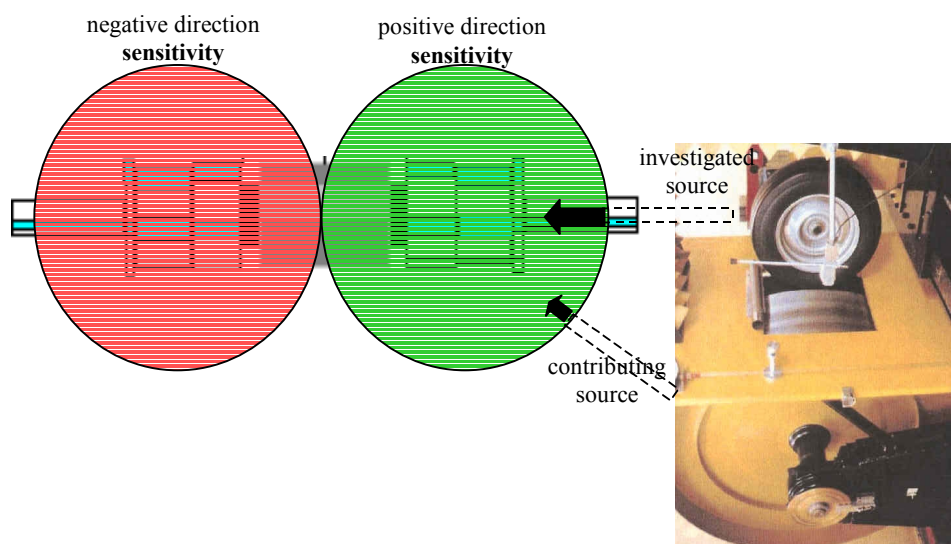 negative direction
sensitivity
positive direction
sensitivity
investigated
source
contributing
source